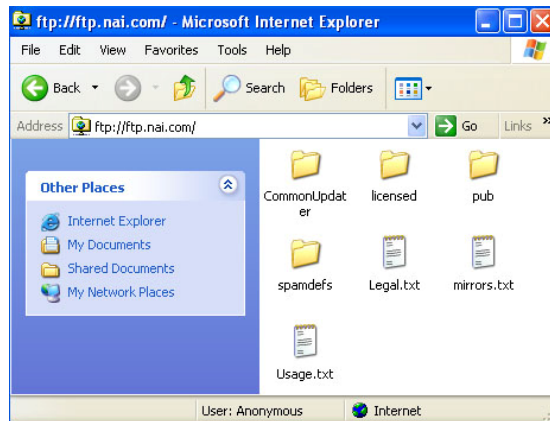 ftp://ftp.nai.com/ - Microsoft Internet Explorer
File Edit View Favorites Tools Help
Back Search Folders
Address ftp://ftp.nai.com/ Go Links »
Other Places
Internet Explorer
My Documents
Shared Documents
My Network Places
CommonUpdat
er
licensed
pub
spamdefs
Legal.txt
mirrors.txt
Usage.txt
User: Anonymous Internet